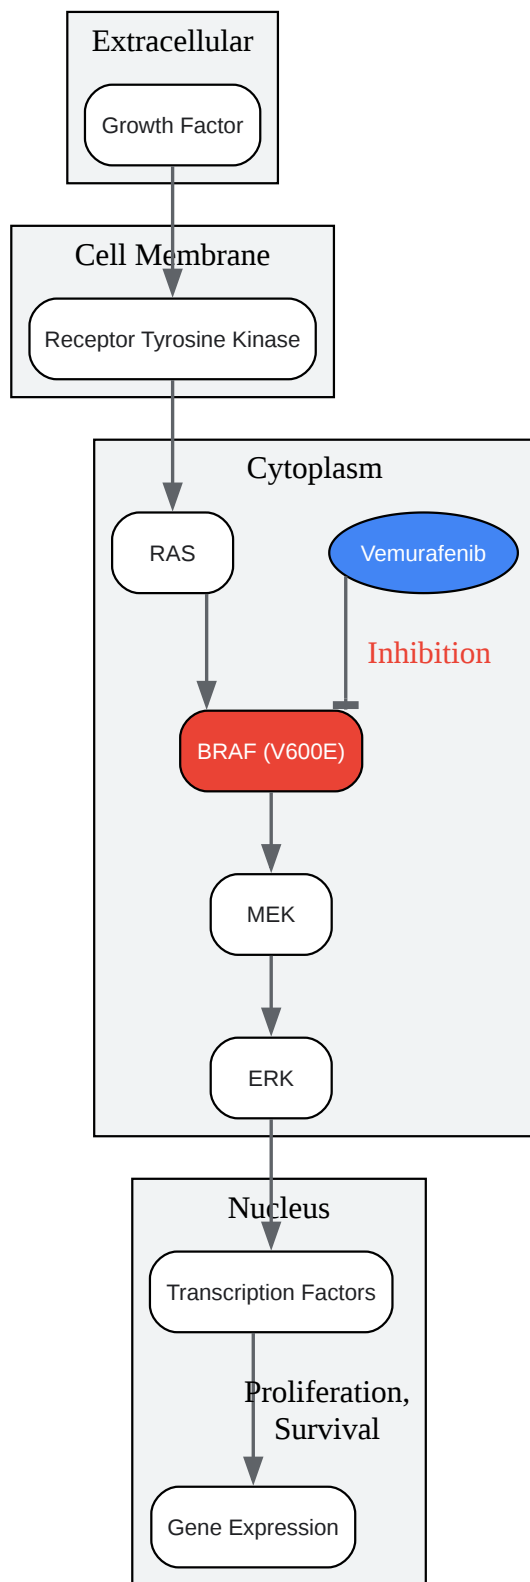 Extracellular
Growth Factor
Cell Membrane
Receptor Tyrosine Kinase
Cytoplasm
RAS
Vemurafenib
Inhibition
BRAF (V600E)
MEK
ERK
Nucleus
Transcription Factors
Proliferation,
Survival
Gene Expression